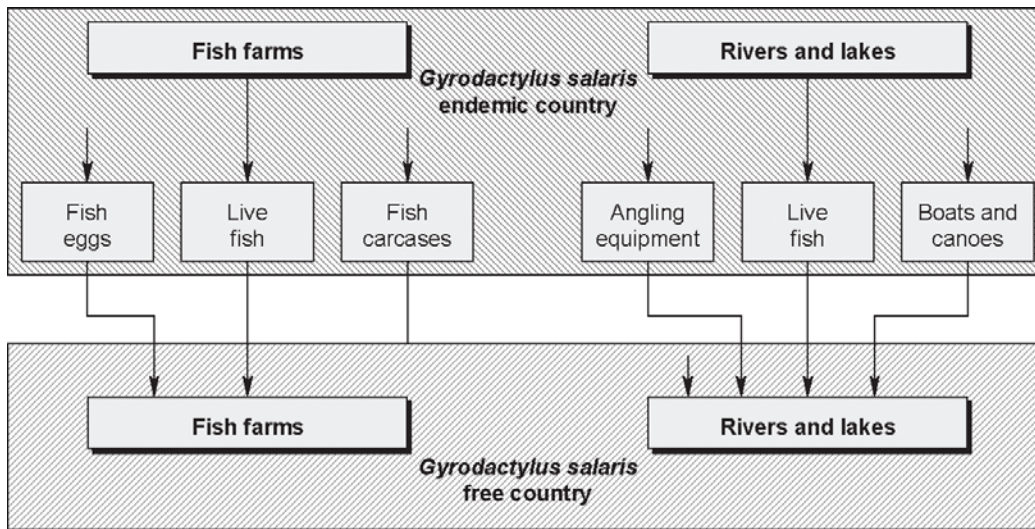 Fish farms
Rivers and lakes
Gyrodactylus salaris
endemic country
Fish
eggs
Live
fish
Fish
carcases
Angling
equipment
Live
fish
Boats and
canoes
Fish farms
Rivers and lakes
Gyrodactylus salaris
free country